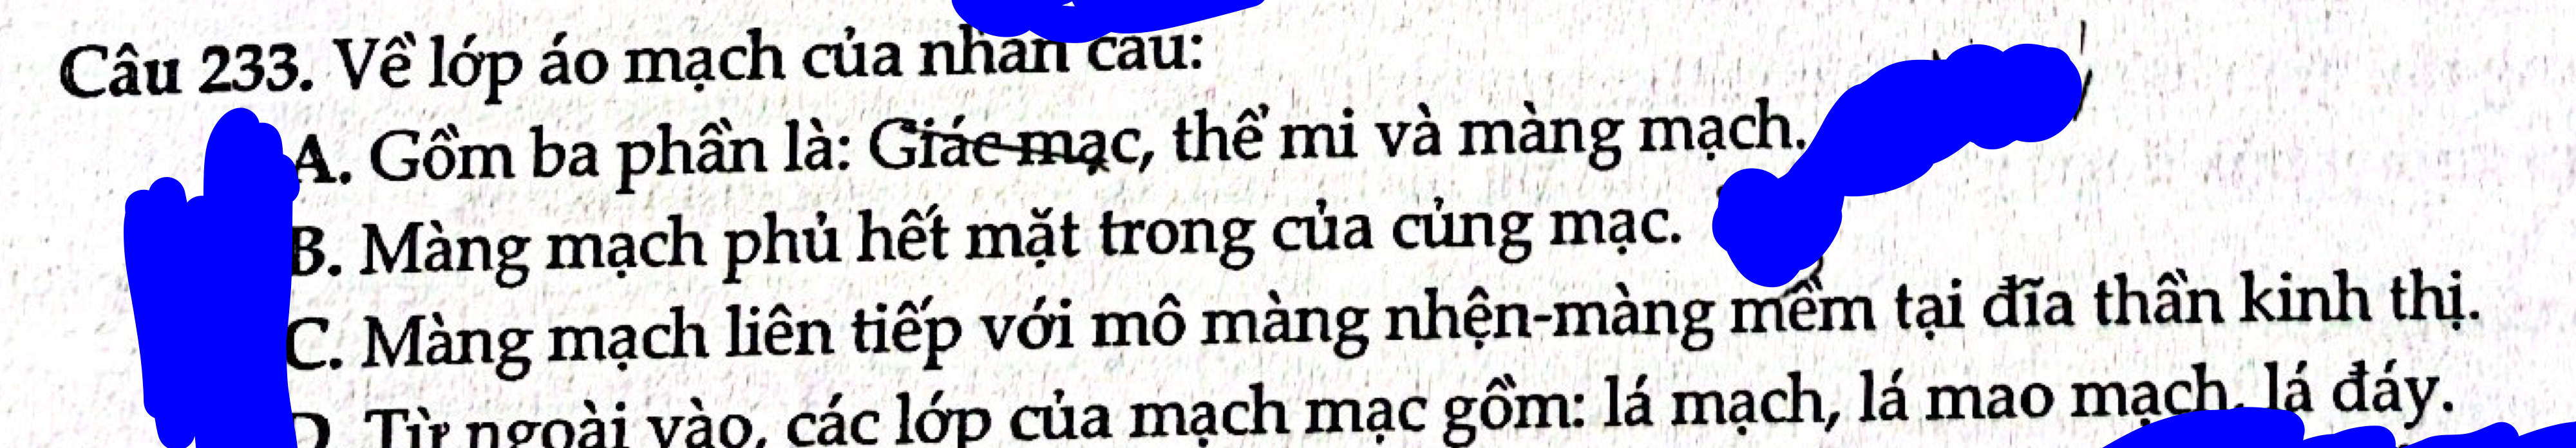 Câu 233. Về lớp áo mạch của nhãn cầu:
A. Gồm ba phần là: Giác mạc, thể mi và màng mạch.
B. Màng mạch phủ hết mặt trong của củng mạc.
C. Màng mạch liên tiếp với mô màng nhện-màng mềm tại đĩa thần kinh thị.
D. Từ ngoài vào, các lớp của mạch mạc gồm: lá mạch, lá mao mạch, lá đáy.